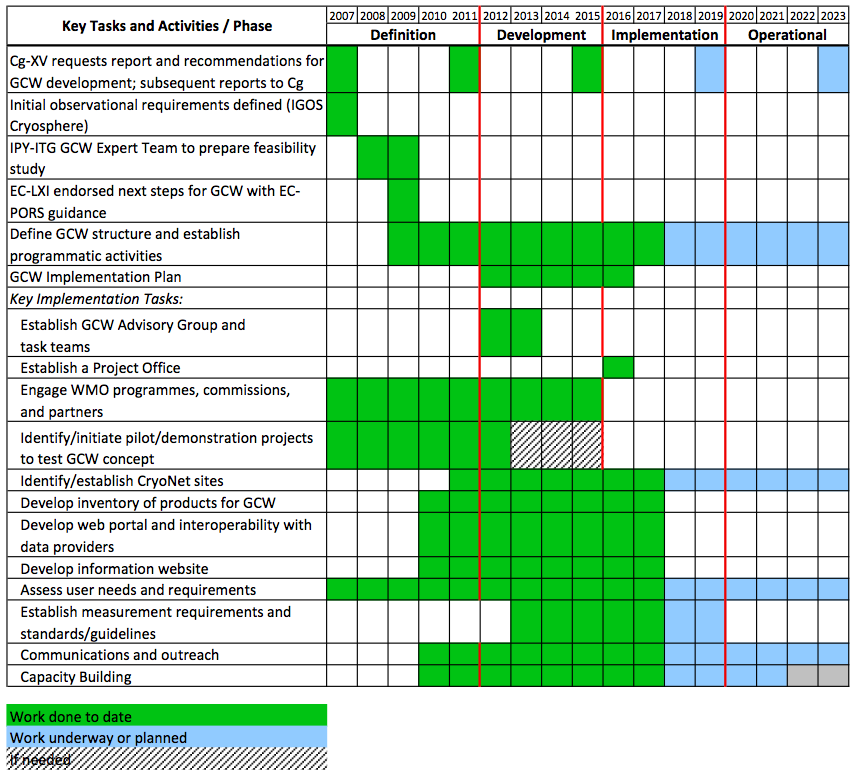 Key Tasks and Activities / Phase
2007 2008 2009 2010 2011 2012 2013 2014 2015 2016 2017 2018 2019 2020 2021 2022 2023
Definition Development Implementation Operational
Cg-XV requests report and recommendations for
GCW development; subsequent reports to Cg
Initial observational requirements defined (IGOS
Cryosphere)
IPY-ITG GCW Expert Team to prepare feasibility
study
EC-LXI endorsed next steps for GCW with EC-
PORS guidance
Define GCW structure and establish
programmatic activities
GCW Implementation Plan
Key Implementation Tasks:
Establish GCW Advisory Group and
task teams
Establish a Project Office
Engage WMO programmes, commissions,
and partners
Identify/initiate pilot/demonstration projects
to test GCW concept
Identify/establish CryoNet sites
Develop inventory of products for GCW
Develop web portal and interoperability with
data providers
Develop information website
Assess user needs and requirements
Establish measurement requirements and
standards/guidelines
Communications and outreach
Capacity Building
Work done to date
Work underway or planned
If needed